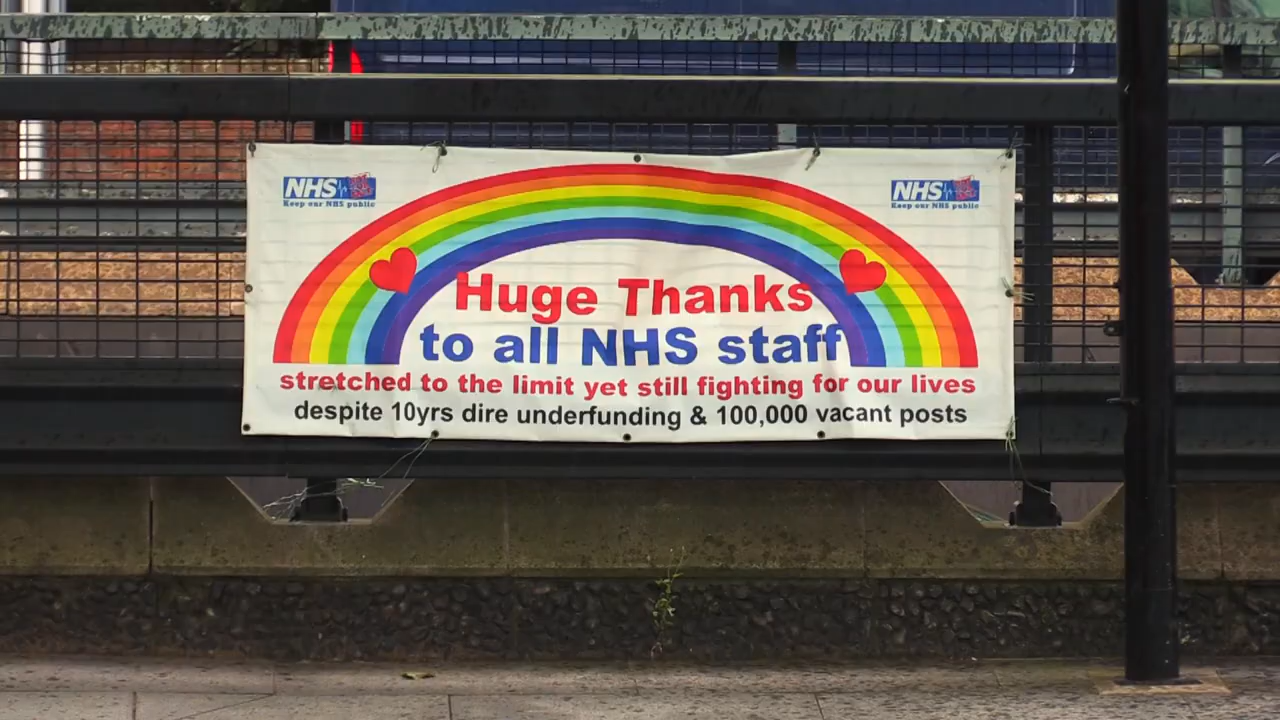 NHS
Keep our NHS public
NHS
Keep our NHS public
Huge Thanks
to all NHS staff
stretched to the limit yet still fighting for our lives
despite 10yrs dire underfunding & 100,000 vacant posts